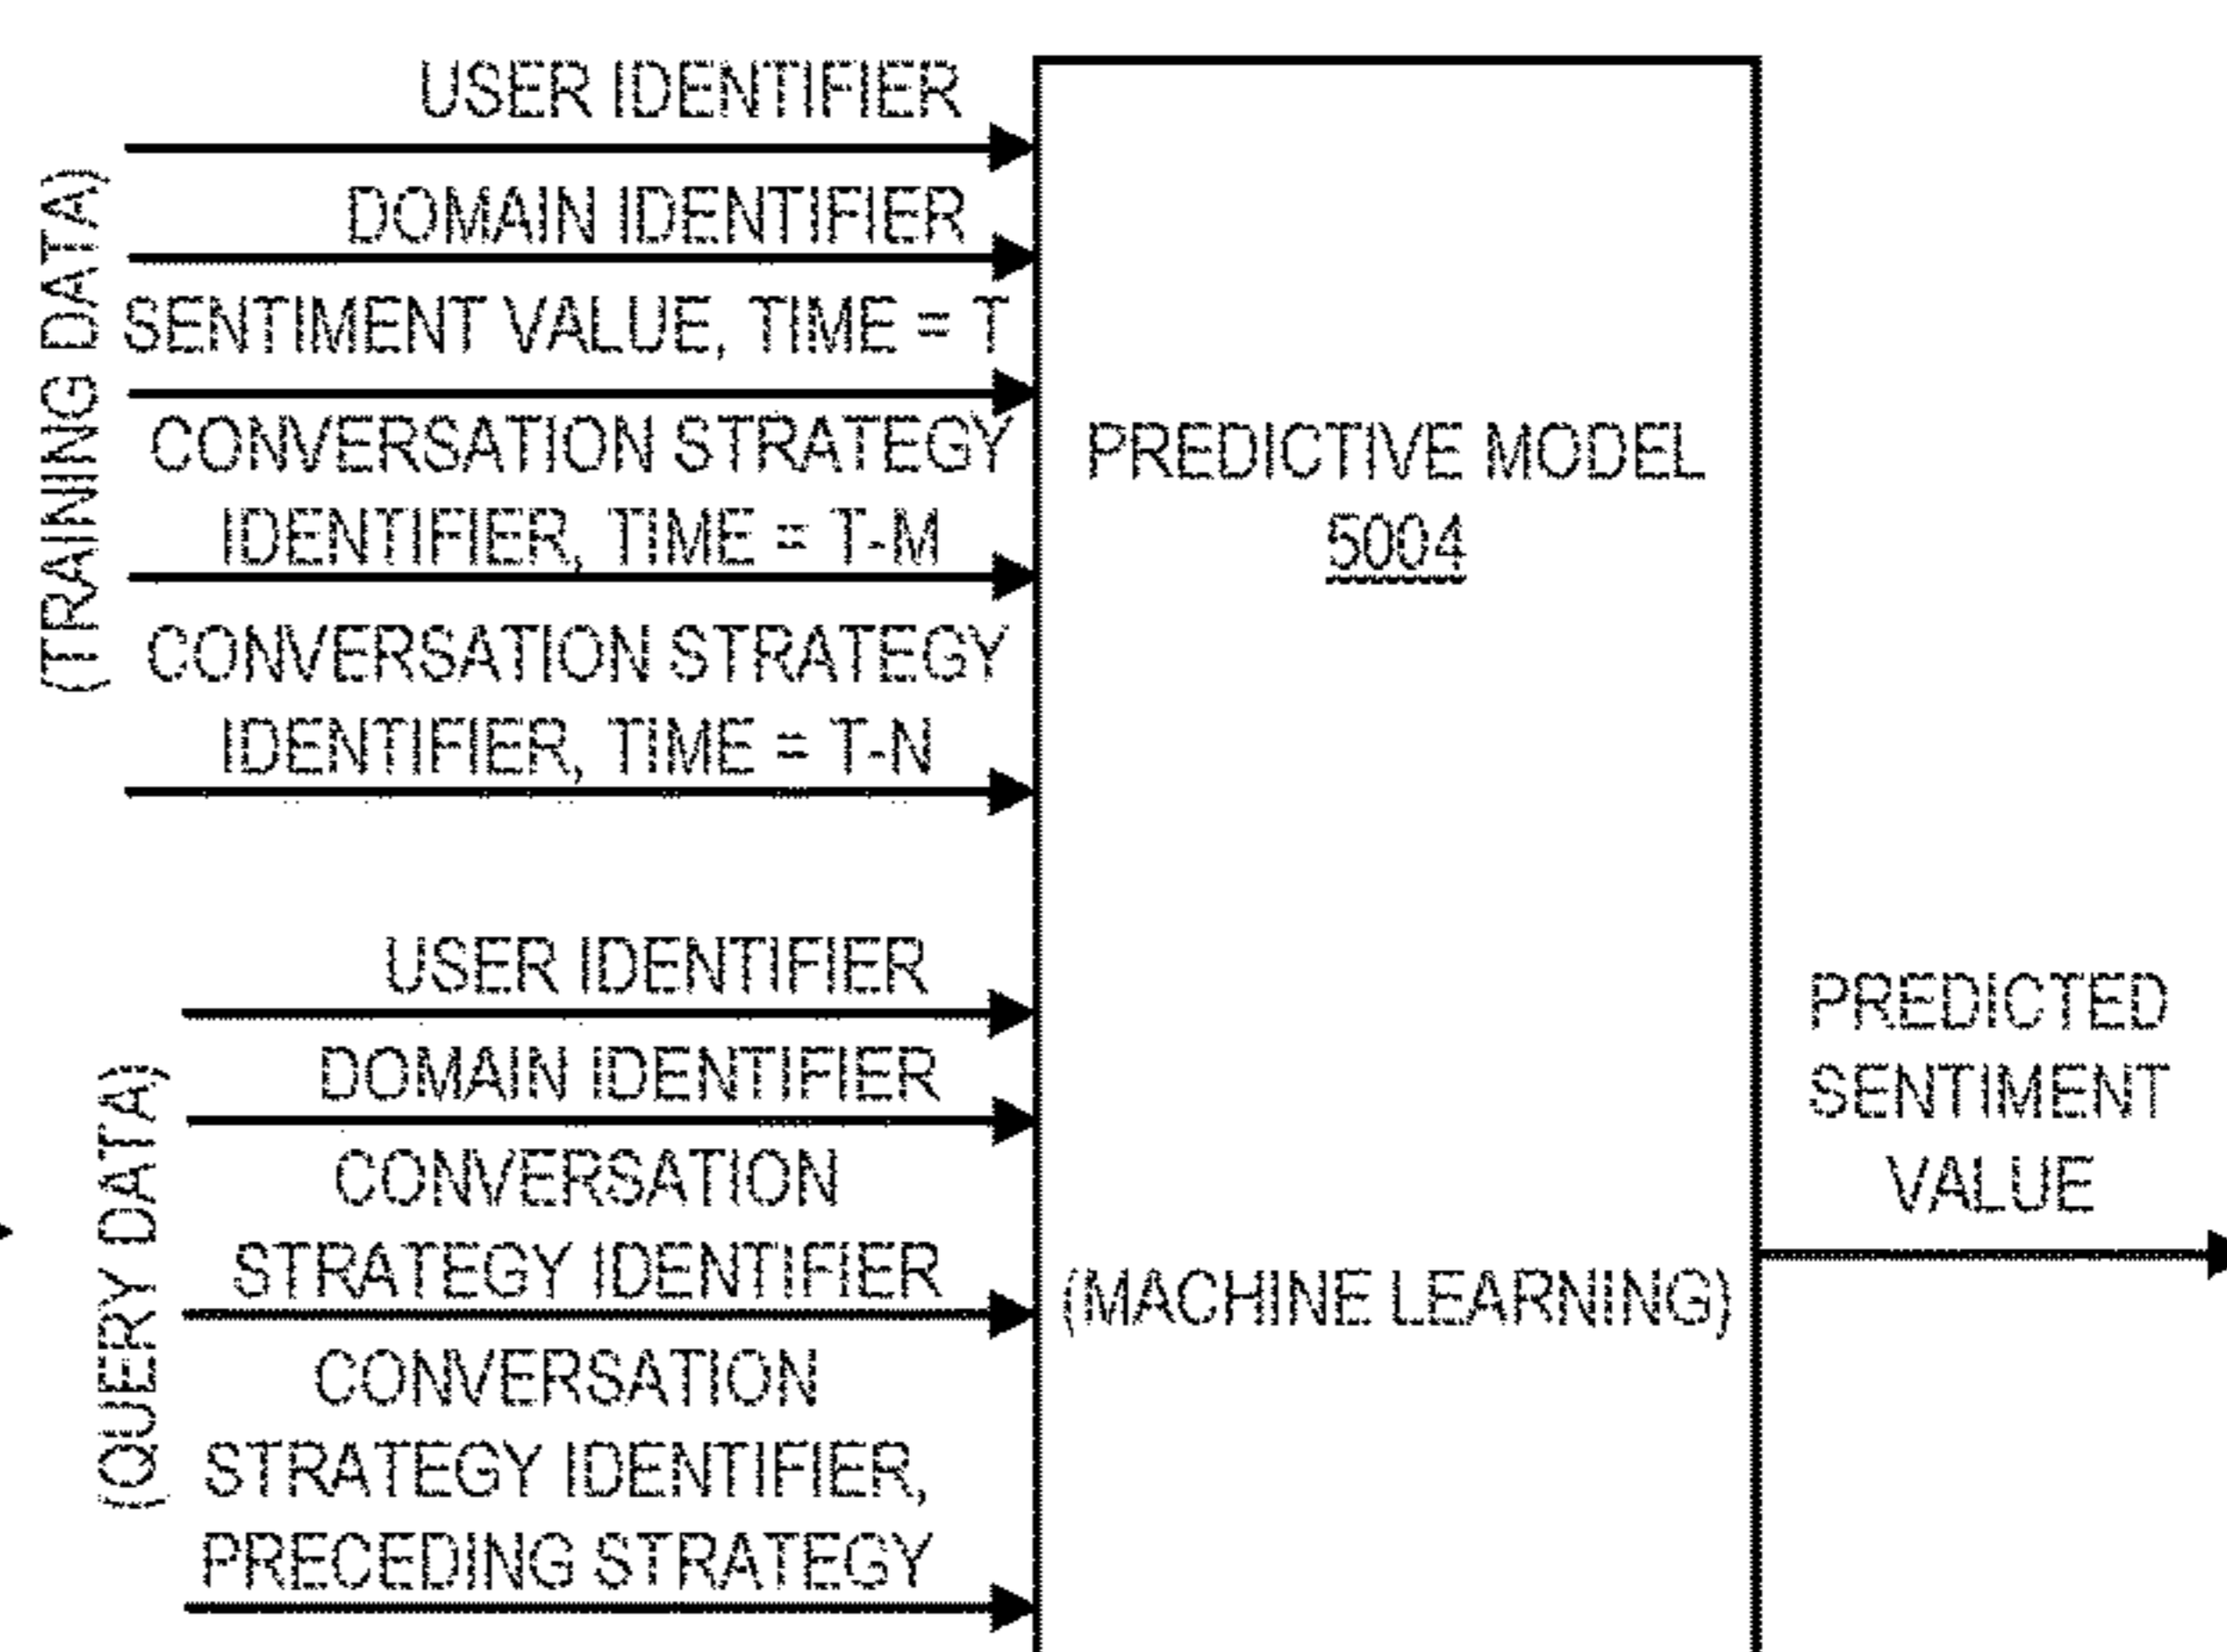 USER IDENTIFIER
DOMAIN IDENTIFIER
SENTIMENT VALUE, TIME = T
CONVERSATION STRATEGY
IDENTIFIER, TIME = T-M
CONVERSATION STRATEGY
IDENTIFIER, TIME = T-N
(TRAINING DATA)
PREDICTIVE MODEL
5004
USER IDENTIFIER
DOMAIN IDENTIFIER
CONVERSATION
STRATEGY IDENTIFIER
CONVERSATION
STRATEGY IDENTIFIER,
PRECEDING STRATEGY
(QUERY DATA)
(MACHINE LEARNING)
PREDICTED
SENTIMENT
VALUE